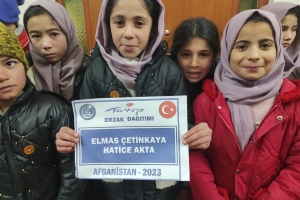 Türkiye
ERZAK DAĞITIMI
ELMAS ÇETİNKAYA
HATİCE AKTA
AFGANİSTAN - 2023